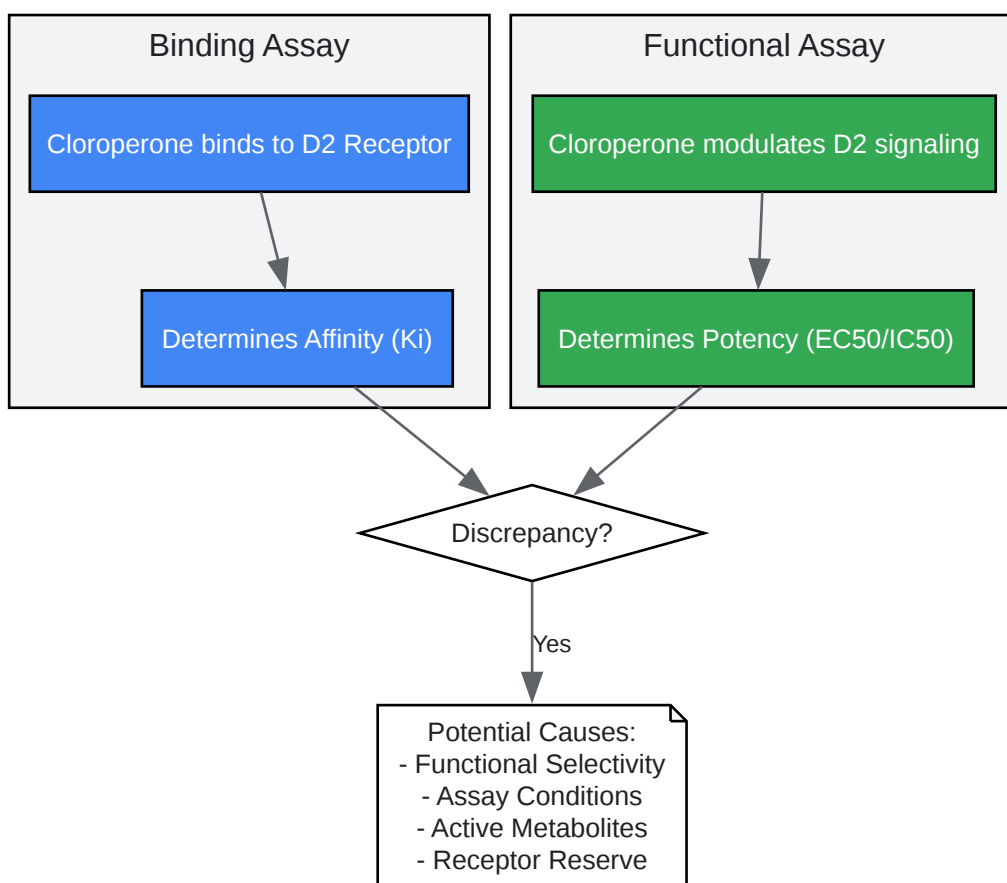 Binding Assay
Functional Assay
Cloroperone binds to D2 Receptor
Cloroperone modulates D2 signaling
Determines Affinity (Ki)
Determines Potency (EC50/IC50)
Discrepancy?
Yes
Potential Causes:
- Functional Selectivity
- Assay Conditions
- Active Metabolites
- Receptor Reserve